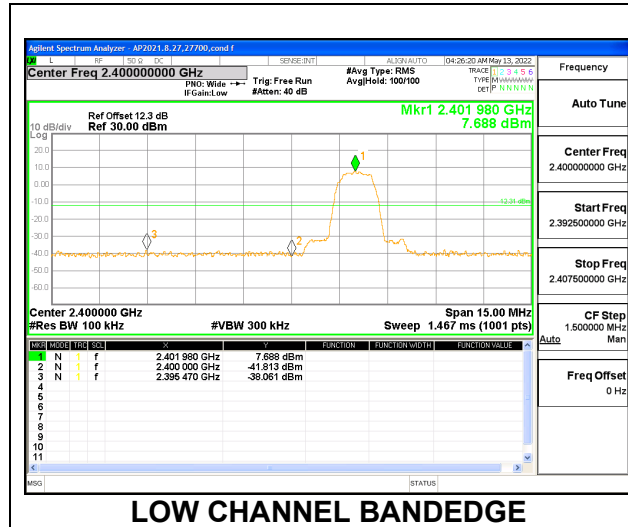 Agilent Spectrum Analyzer - AP2021.8.27,27700,cond f
L RF 50 Ω DC SENSE:INT ALIGN AUTO 04:26:20 AM May 13, 2022
Center Freq 2.400000000 GHz #Avg Type: RMS TRACE 1 2 3 4 5 6
PNO: Wide Trig: Free Run Avg|Hold: 100/100 TYPE M
IFGain:Low #Atten: 40 dB DET P N N N N N
Frequency
Auto Tune
Center Freq
2.400000000 GHz
Start Freq
2.392500000 GHz
Stop Freq
2.407500000 GHz
CF Step
1.500000 MHz
Auto Man
Freq Offset
0 Hz
Ref Offset 12.3 dB Mkr1 2.401 980 GHz
10 dB/div Ref 30.00 dBm 7.688 dBm
Log
20.0
10.0
0.00
-10.0
-12.31 dBm
-20.0
-30.0
-40.0
-50.0
-60.0
1
2
3
Center 2.400000 GHz Span 15.00 MHz
#Res BW 100 kHz #VBW 300 kHz Sweep 1.467 ms (1001 pts)
MKR MODE TRC SCL X Y FUNCTION FUNCTION WIDTH FUNCTION VALUE
1 N 1 f 2.401 980 GHz 7.688 dBm
2 N 1 f 2.400 000 GHz -41.813 dBm
3 N 1 f 2.395 470 GHz -38.061 dBm
4
5
6
7
8
9
10
11
MSG STATUS
LOW CHANNEL BANDEDGE